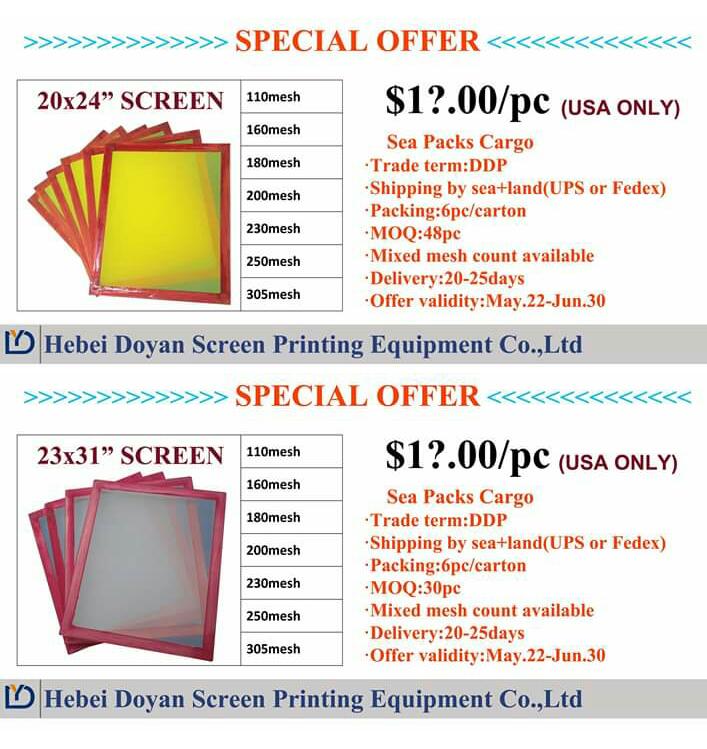 >>>>>>>>>>>>>>> SPECIAL OFFER <<<<<<<<<<<<<<<
20x24” SCREEN
110mesh
160mesh
180mesh
200mesh
230mesh
250mesh
305mesh
$1?.00/pc (USA ONLY)
Sea Packs Cargo
·Trade term:DDP
·Shipping by sea+land(UPS or Fedex)
·Packing:6pc/carton
·MOQ:48pc
·Mixed mesh count available
·Delivery:20-25days
·Offer validity:May.22-Jun.30
Hebei Doyan Screen Printing Equipment Co.,Ltd
>>>>>>>>>>>>>>> SPECIAL OFFER <<<<<<<<<<<<<<<
23x31” SCREEN
110mesh
160mesh
180mesh
200mesh
230mesh
250mesh
305mesh
$1?.00/pc (USA ONLY)
Sea Packs Cargo
·Trade term:DDP
·Shipping by sea+land(UPS or Fedex)
·Packing:6pc/carton
·MOQ:30pc
·Mixed mesh count available
·Delivery:20-25days
·Offer validity:May.22-Jun.30
Hebei Doyan Screen Printing Equipment Co.,Ltd